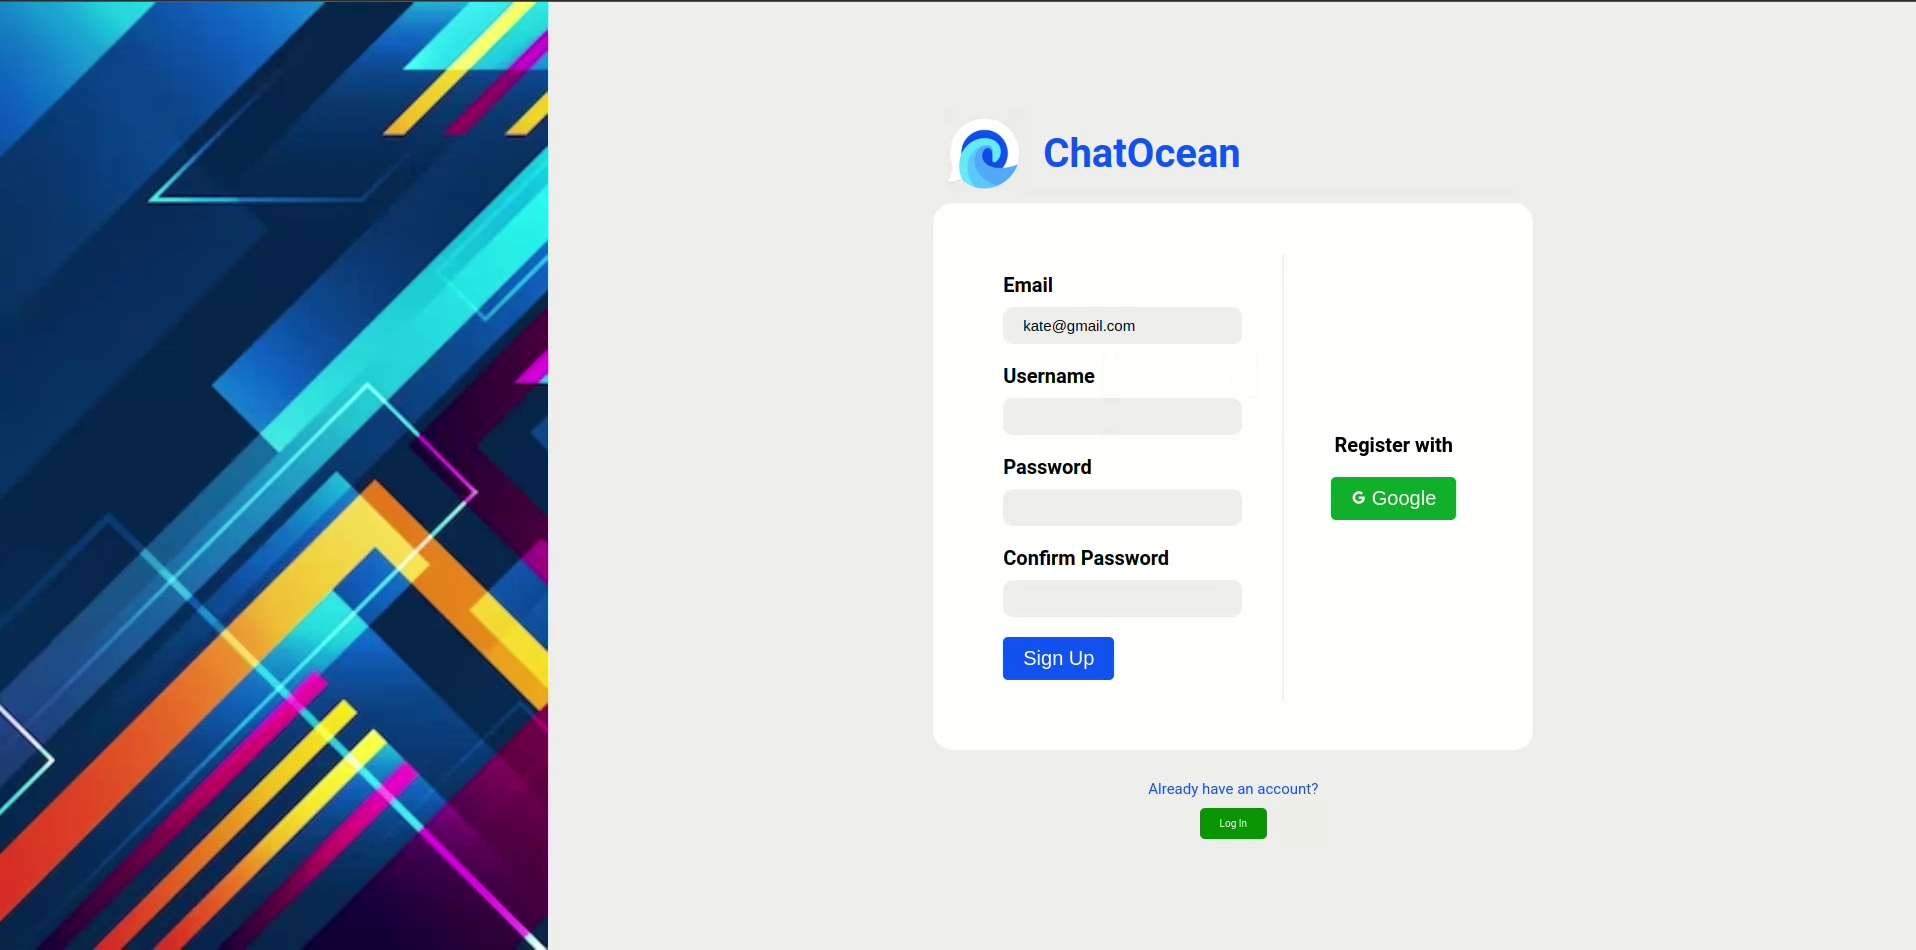 ChatOcean
Email
kate@gmail.com
Username
Password
Confirm Password
Sign Up
Register with
Google
Already have an account?
Log In